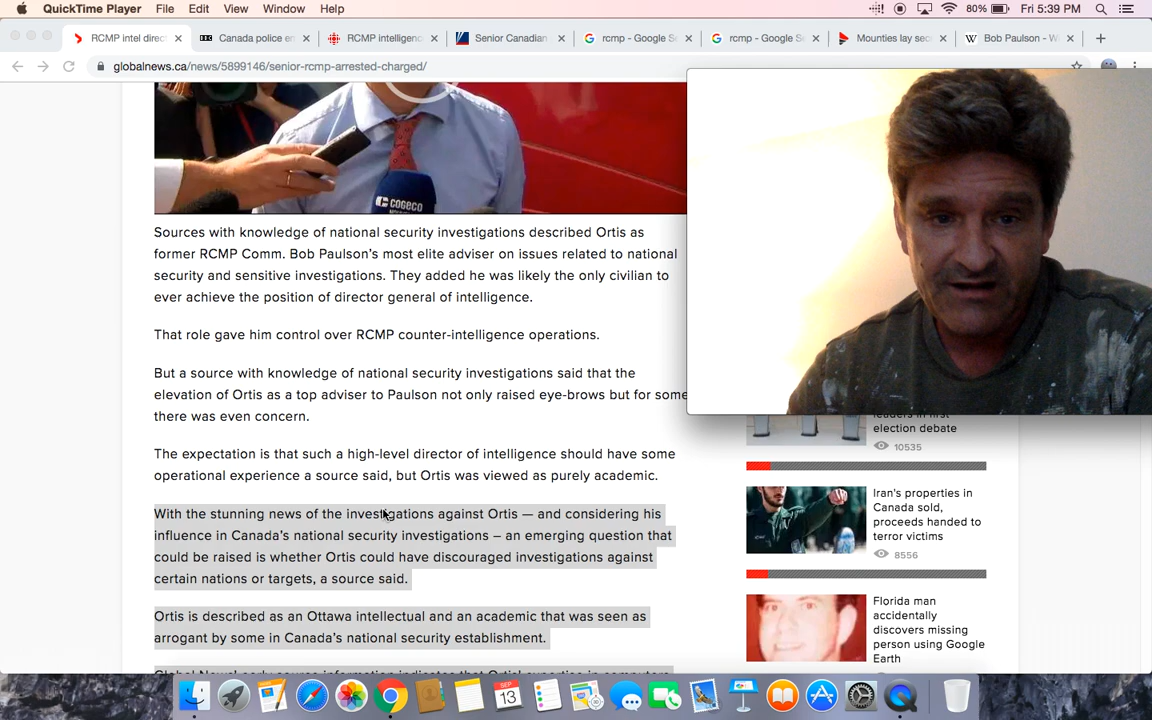 QuickTime Player File Edit View Window Help 80% Fri 5:39 PM
RCMP intel direc Canada police en RCMP intelligenc Senior Canadian rcmp - Google Se rcmp - Google Se Mounties lay sec Bob Paulson - W
globalnews.ca/news/5899146/senior-rcmp-arrested-charged/
COGECO
Sources with knowledge of national security investigations described Ortis as
former RCMP Comm. Bob Paulson's most elite adviser on issues related to national
security and sensitive investigations. They added he was likely the only civilian to
ever achieve the position of director general of intelligence.
That role gave him control over RCMP counter-intelligence operations.
But a source with knowledge of national security investigations said that the
elevation of Ortis as a top adviser to Paulson not only raised eye-brows but for some
there was even concern.
The expectation is that such a high-level director of intelligence should have some
operational experience a source said, but Ortis was viewed as purely academic.
With the stunning news of the investigations against Ortis — and considering his
influence in Canada's national security investigations – an emerging question that
could be raised is whether Ortis could have discouraged investigations against
certain nations or targets, a source said.
Ortis is described as an Ottawa intellectual and an academic that was seen as
arrogant by some in Canada's national security establishment.
leaders in first
election debate
10535
Iran's properties in
Canada sold,
proceeds handed to
terror victims
8556
Florida man
accidentally
discovers missing
person using Google
Earth
SEP
13